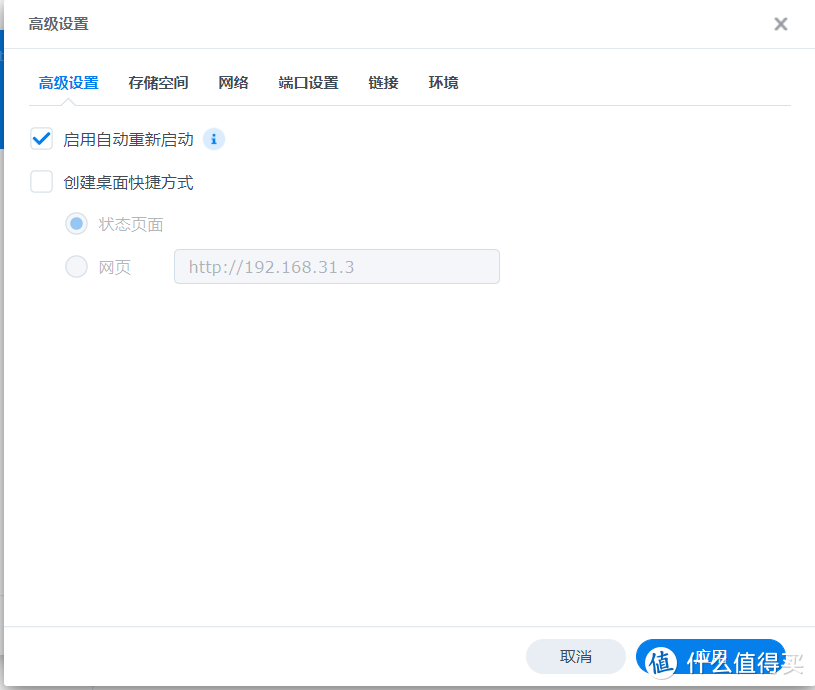 高级设置
高级设置 存储空间 网络 端口设置 链接 环境
启用自动重新启动
创建桌面快捷方式
状态页面
网页 http://192.168.31.3
取消 应用
值 什么值得买